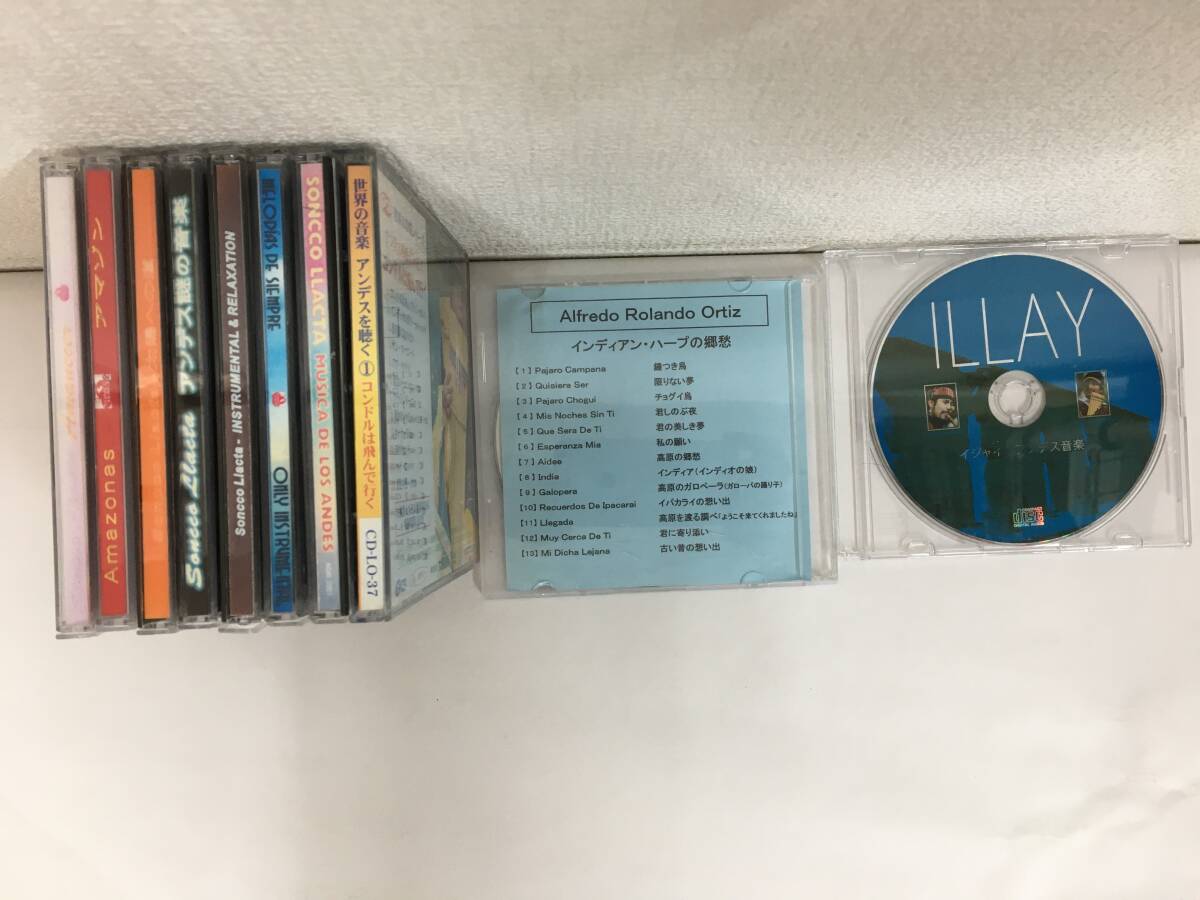 アマゾン
Amazonas
Soncco Llacta アンデス魂の音楽
Soncco Llacta - INSTRUMENTAL & RELAXATION
MELODÍAS DE SIEMPRE ONLY INSTRUMENTAL
SONCCO LLACTA MUSICA DE LOS ANDES
世界の音楽 アンデスを聴く ① コンドルは飛んで行く CD-LO-37
Alfredo Rolando Ortiz
インディアン・ハープの郷愁
[1] Pajaro Campana 鐘つき鳥
[2] Quisiera Ser 限りない夢
[3] Pajaro Chogui チョグイ鳥
[4] Mis Noches Sin Ti 君しのぶ夜
[5] Que Sera De Ti 君の美しき夢
[6] Esperanza Mia 私の願い
[7] Aidee 高原の郷愁
[8] India インディア(インディオの娘)
[9] Galopera 高原のガロペーラ(ガローパの踊り子)
[10] Recuerdos De Ipacarai イパカライの想い出
[11] Llegada 高原を渡る調べ「ようこそ来てくれましたね」
[12] Muy Cerca De Ti 君に寄り添い
[13] Mi Dicha Lejana 古い昔の想い出
ILLAY
COMPACT
disc
DIGITAL AUDIO